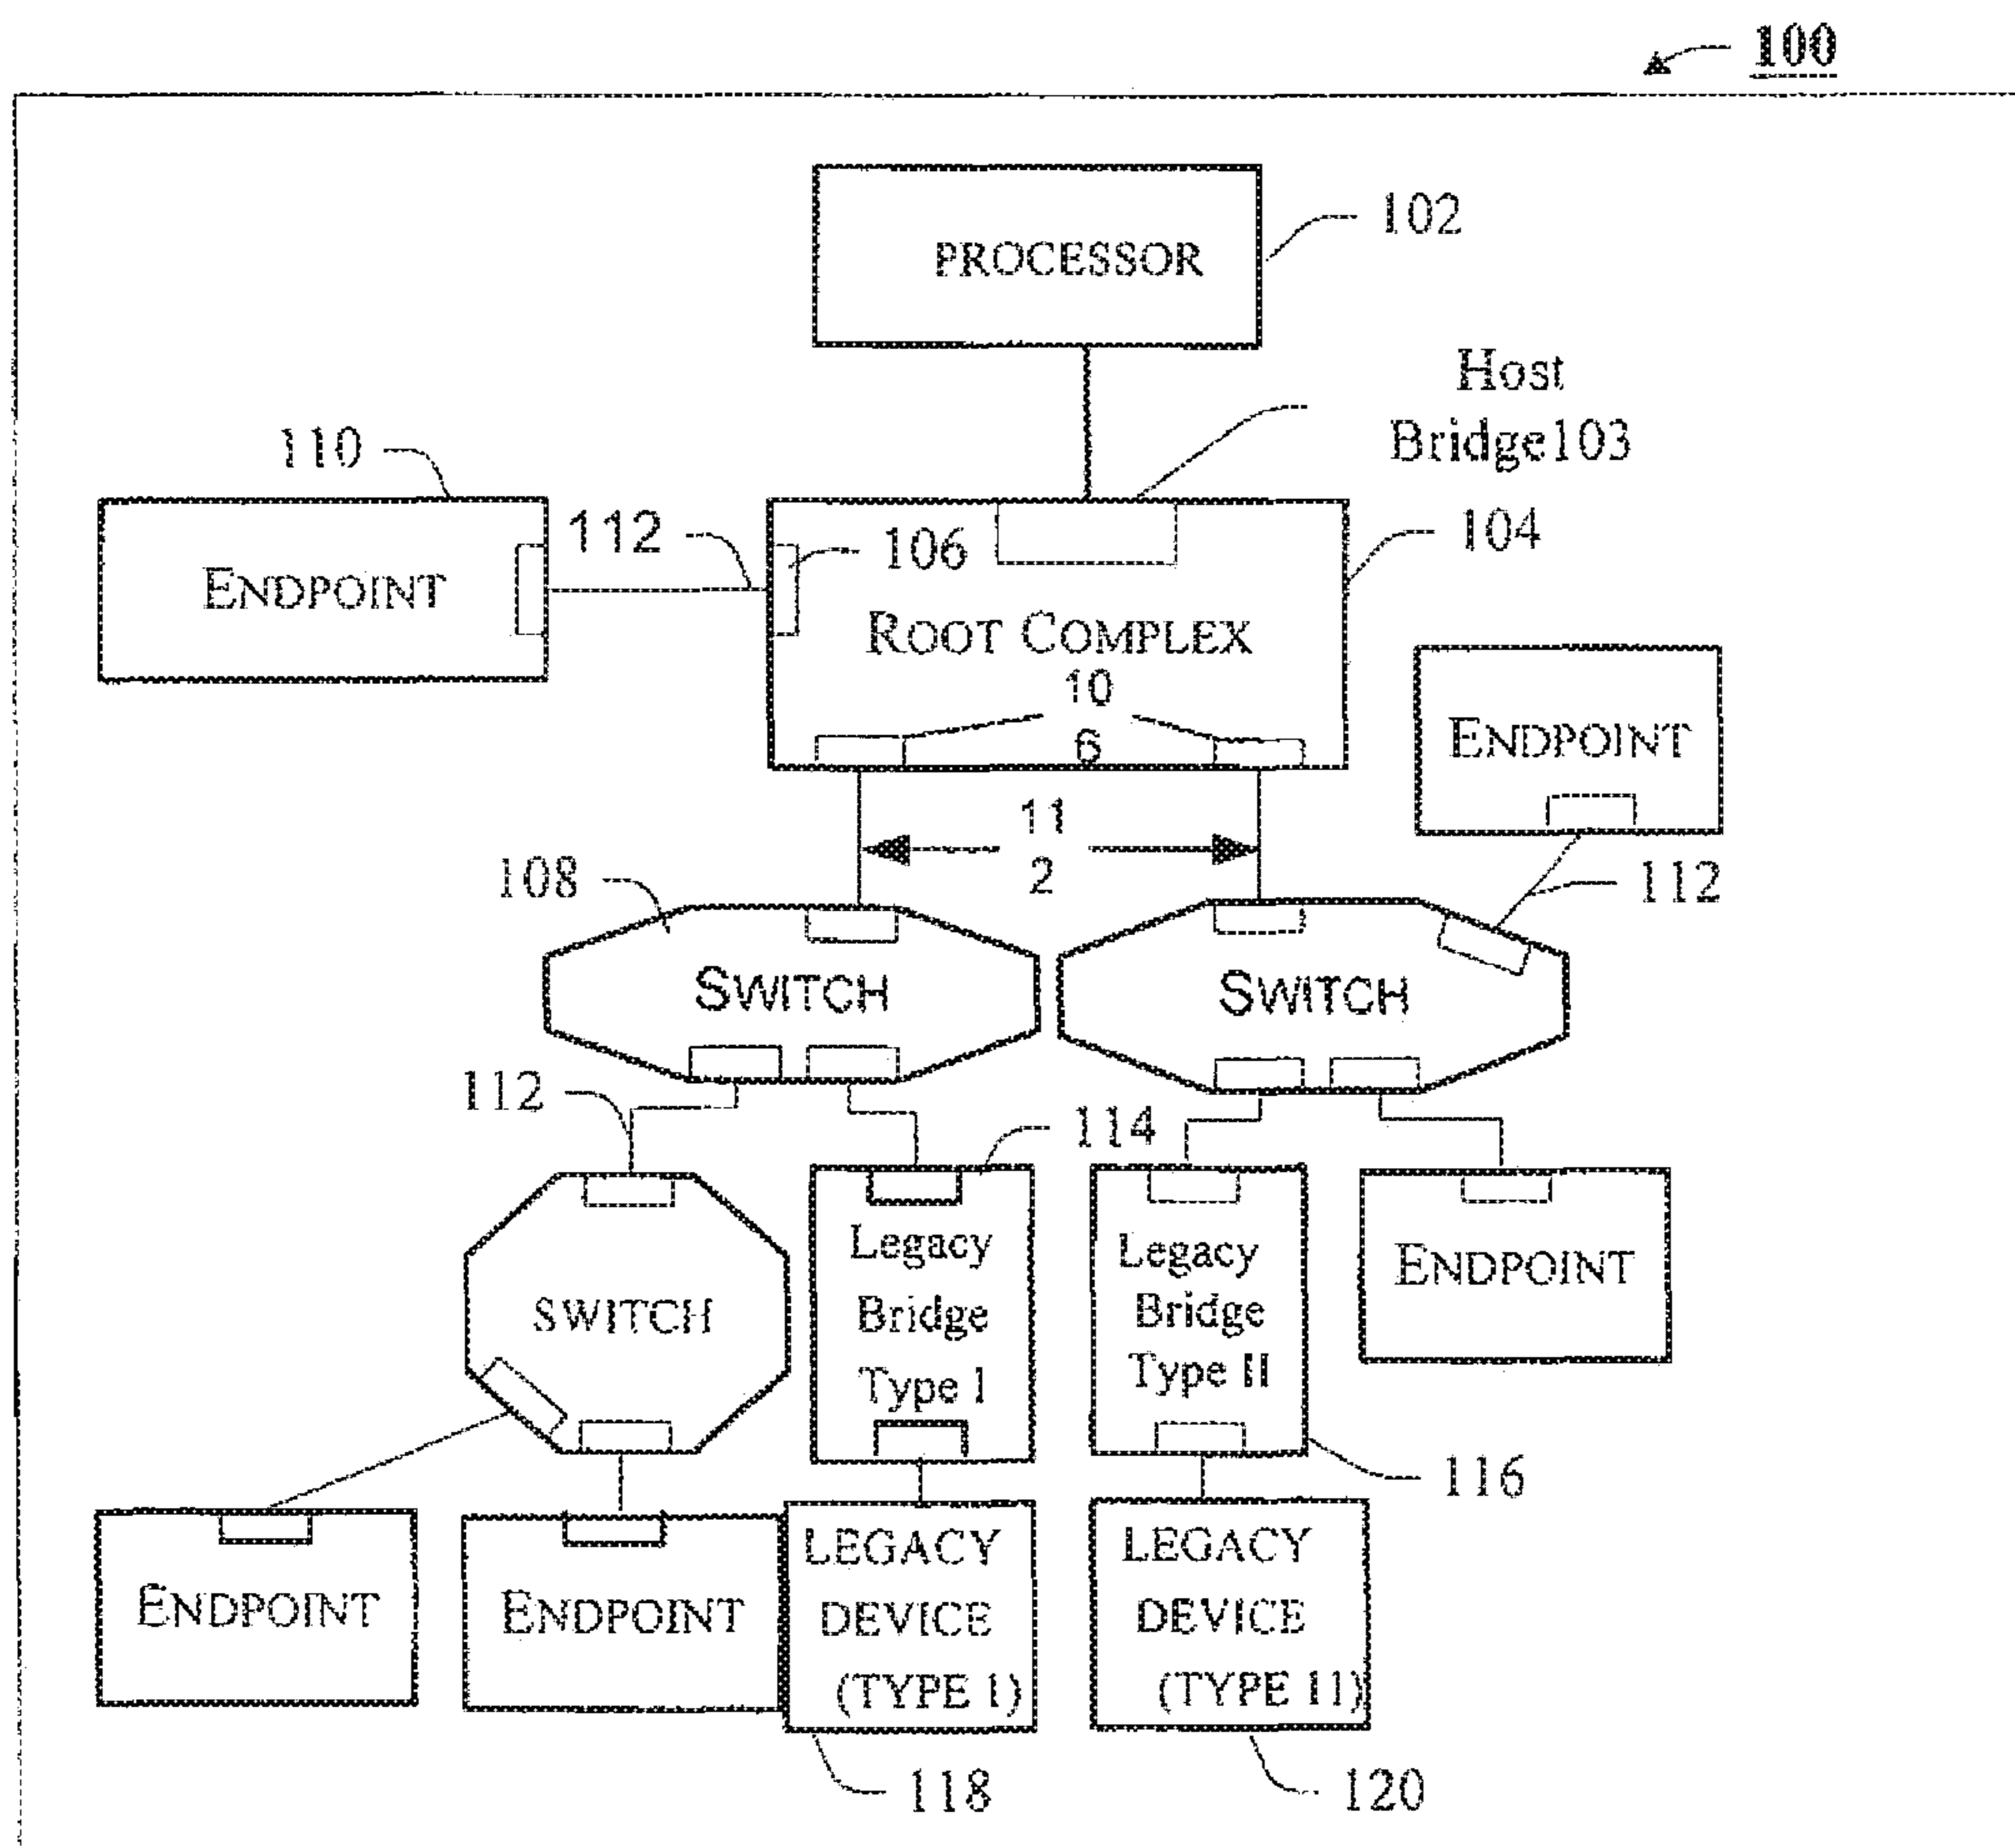 100
PROCESSOR
102
Host
Bridge103
110
ENDPOINT
112
106
104
ROOT COMPLEX
10
6
ENDPOINT
11
2
112
108
SWITCH
SWITCH
112
114
SWITCH
Legacy
Bridge
Type I
Legacy
Bridge
Type II
ENDPOINT
116
ENDPOINT
ENDPOINT
LEGACY
DEVICE
(TYPE 1)
LEGACY
DEVICE
(TYPE 11)
118
120